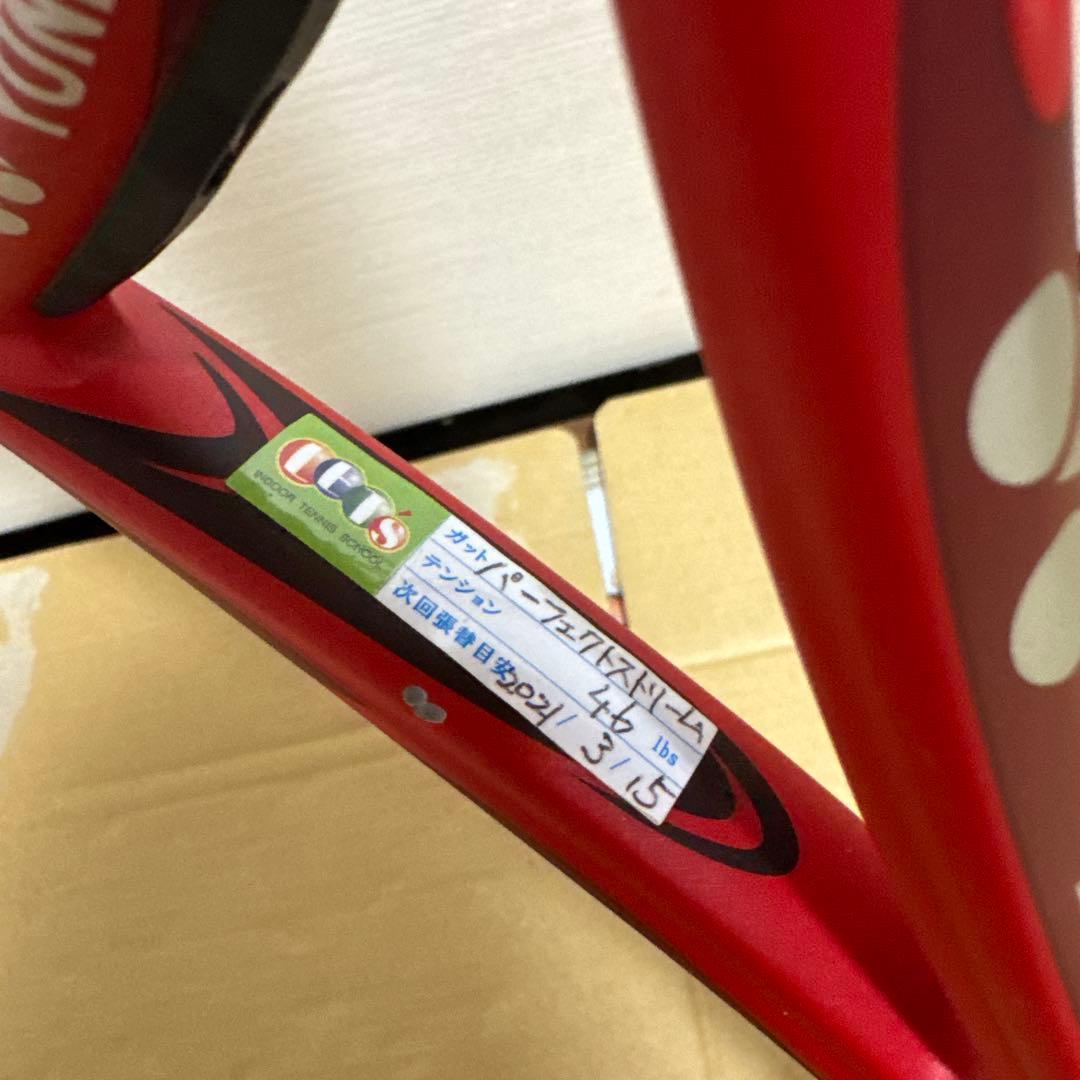 YONE
Let's
INDOOR TENNIS SCHOOL
ガット パーフェクトストリーム
テンション 46 lbs
次回張替目安 2021/3/15